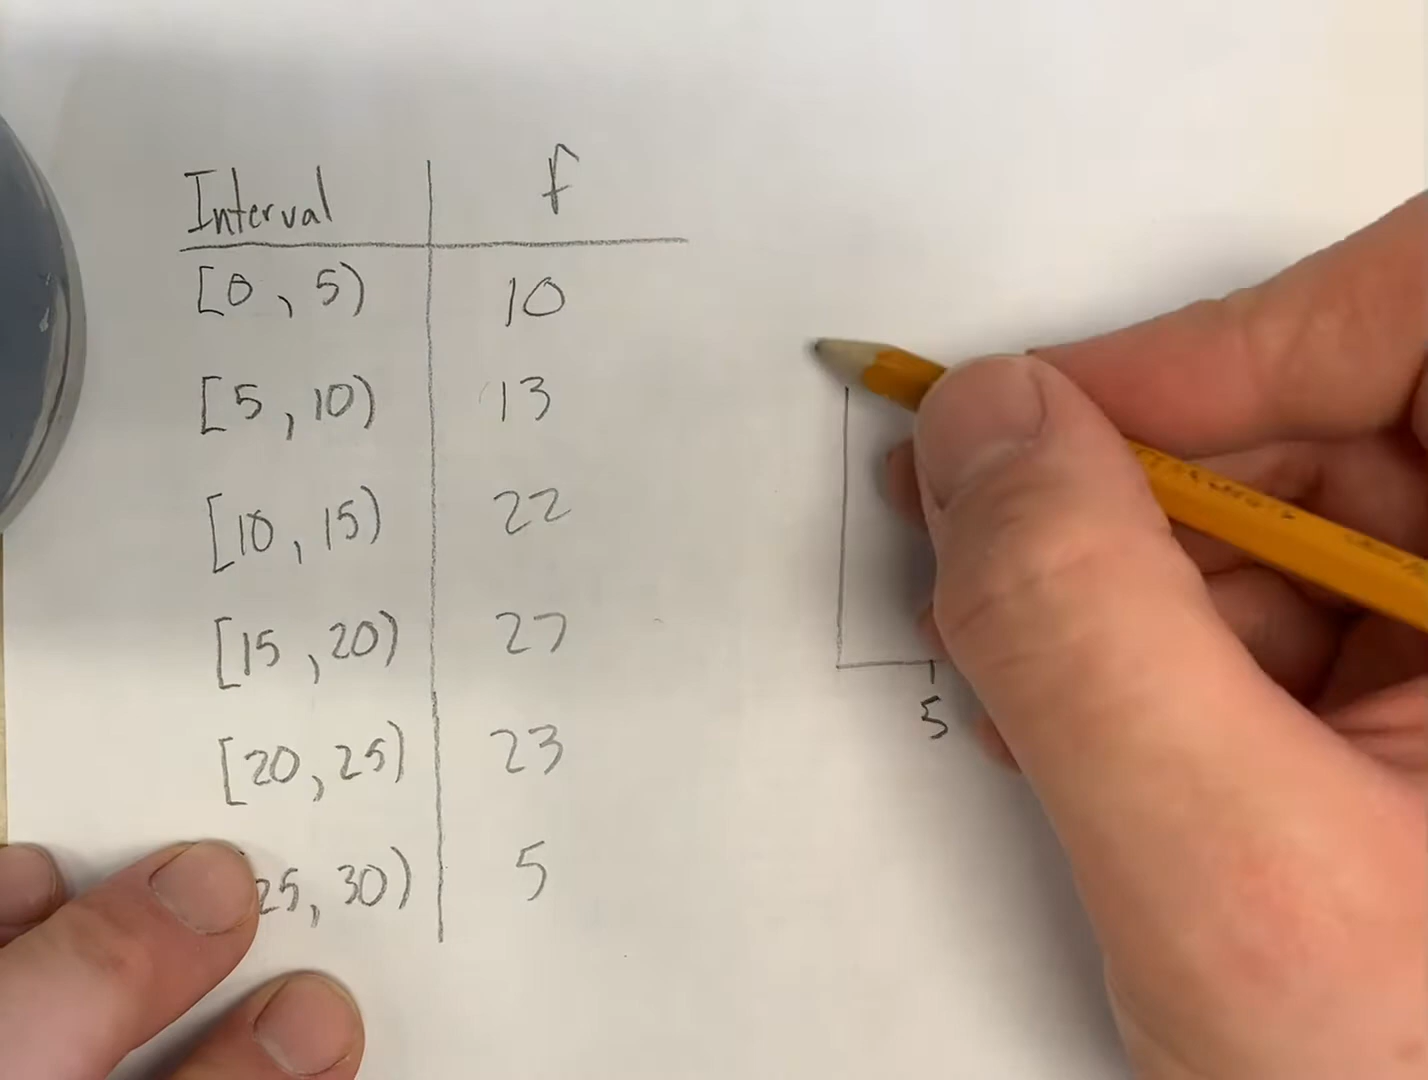 Interval f
[0, 5) 10
[5, 10) 13
[10, 15) 22
[15, 20) 27
[20, 25) 23
25, 30) 5
5